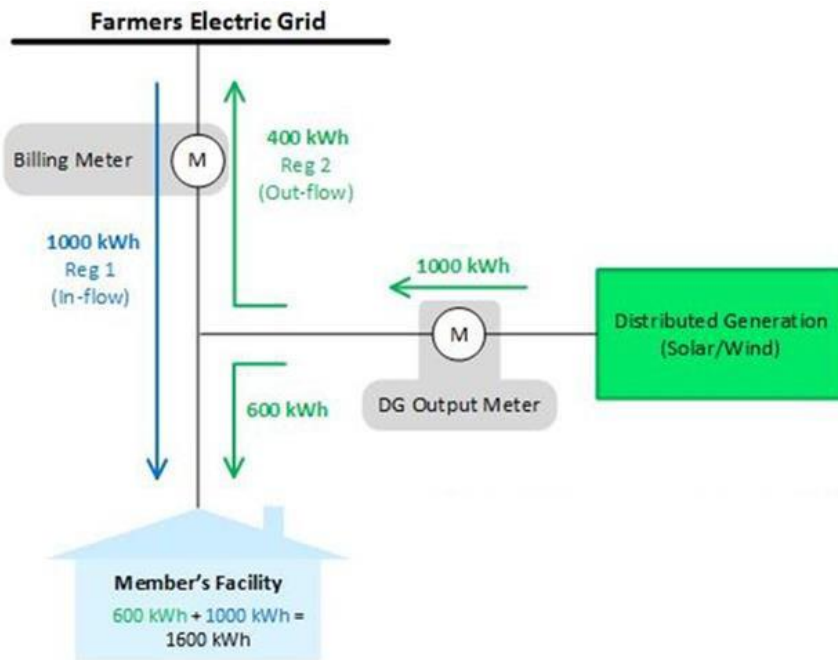 Farmers Electric Grid
Billing Meter
M
400 kWh
Reg 2
(Out-flow)
1000 kWh
Reg 1
(In-flow)
1000 kWh
M
DG Output Meter
Distributed Generation
(Solar/Wind)
600 kWh
Member's Facility
600 kWh + 1000 kWh =
1600 kWh